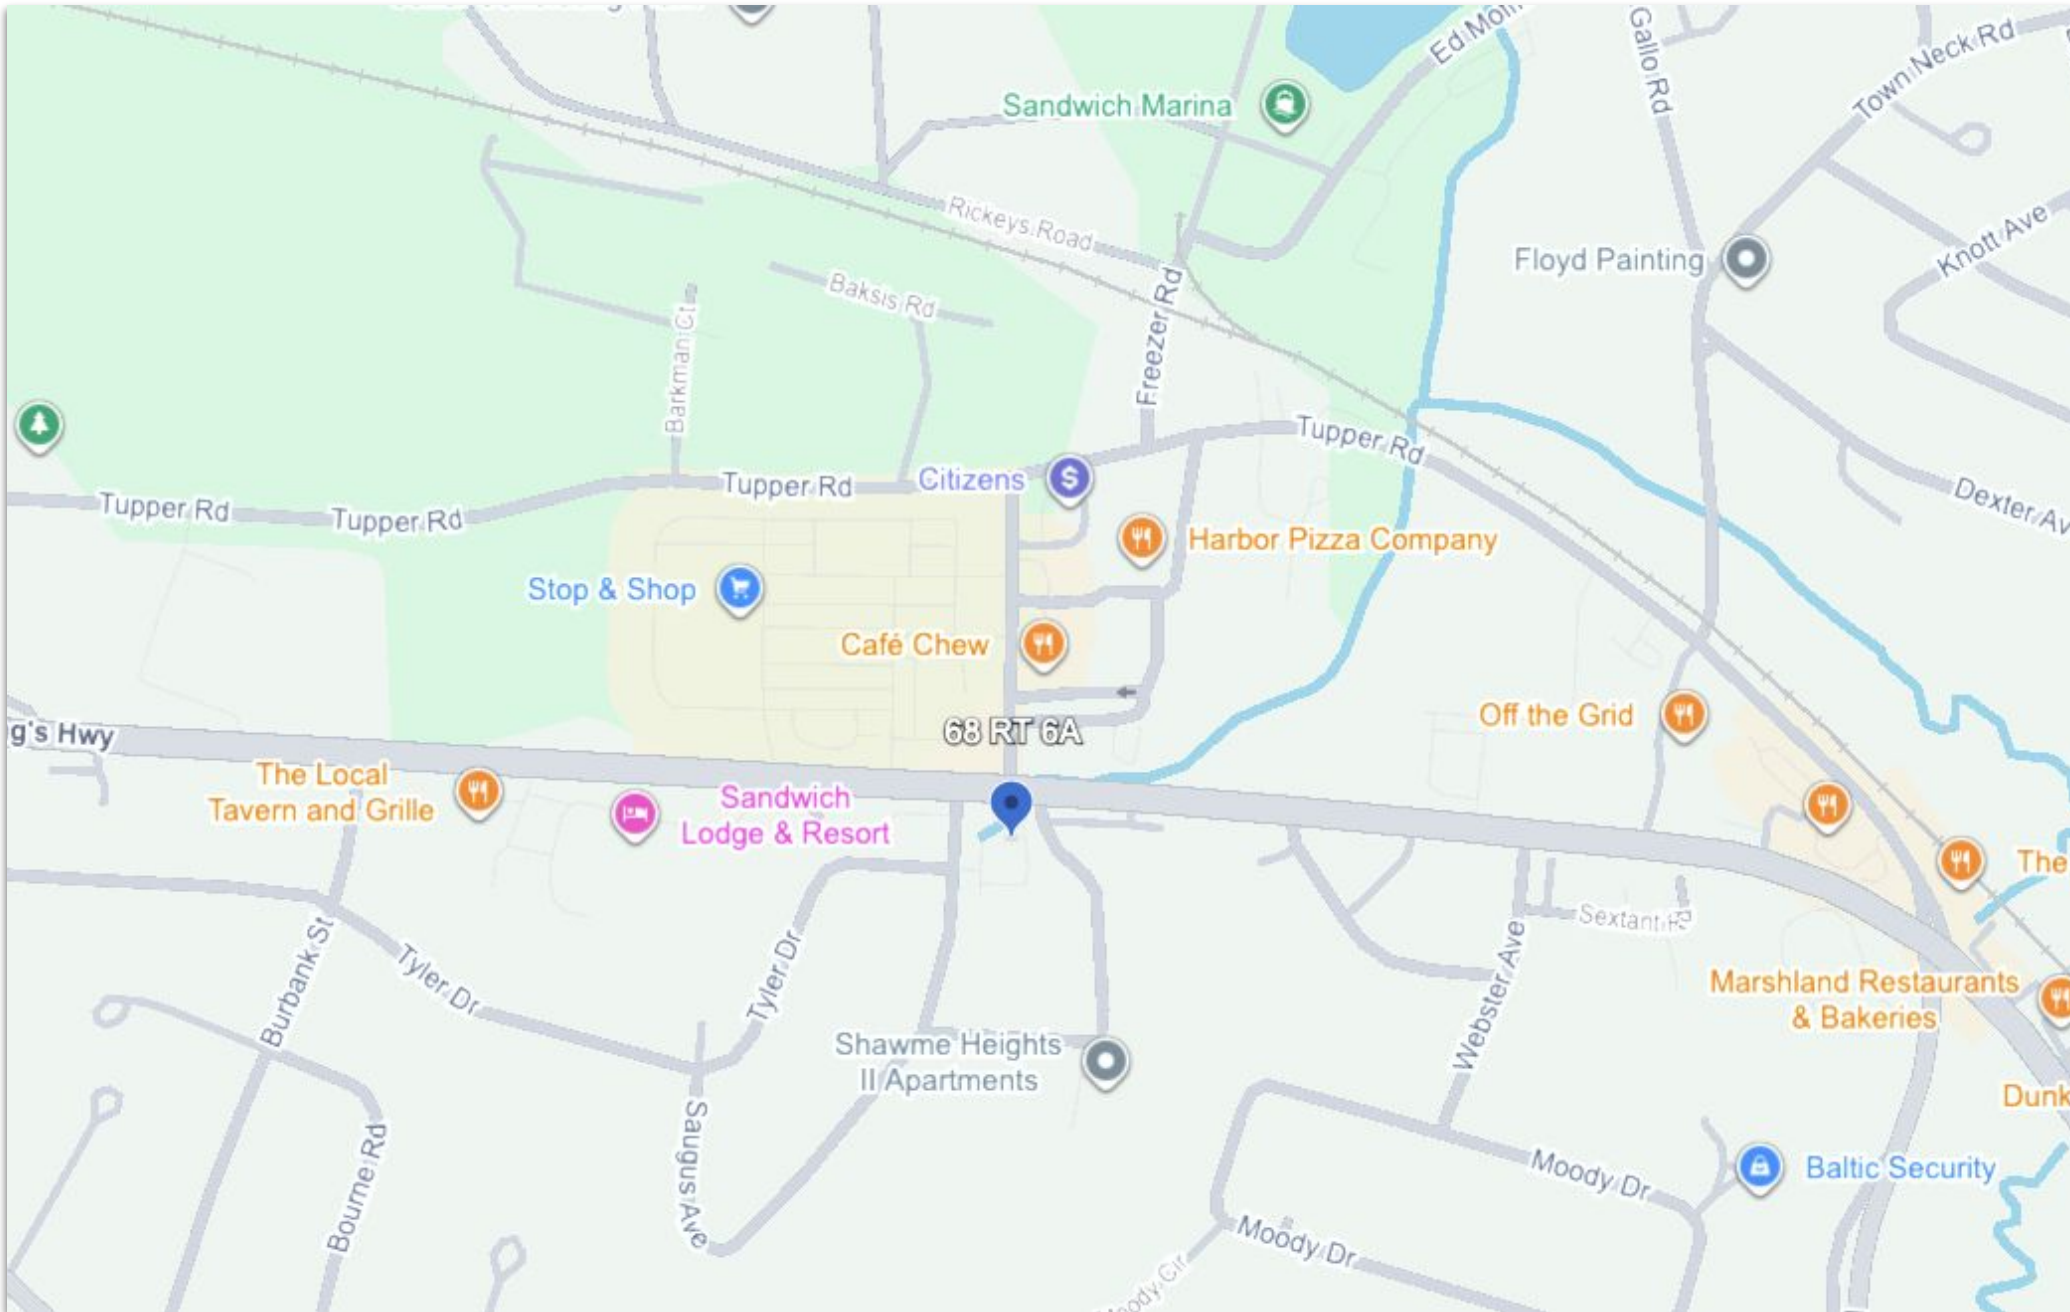 Ed Moff
Gallo Rd
Town Neck Rd
Sandwich Marina
Rickeys Road
Knott Ave
Floyd Painting
Baksis Rd
Freezer Rd
Barkman Ct
Tupper Rd
Tupper Rd
Tupper Rd
Tupper Rd
Citizens
Dexter Av
Harbor Pizza Company
Stop & Shop
Café Chew
Off the Grid
g's Hwy
68 RT 6A
The Local
Tavern and Grille
Sandwich
Lodge & Resort
The
Sextant
Burbank St
Tyler Dr
Tyler Dr
Webster Ave
Marshland Restaurants
& Bakeries
Shawme Heights
II Apartments
Dunk
Saugus Ave
Bourne Rd
Moody Dr
Baltic Security
Moody Dr
oody Cir